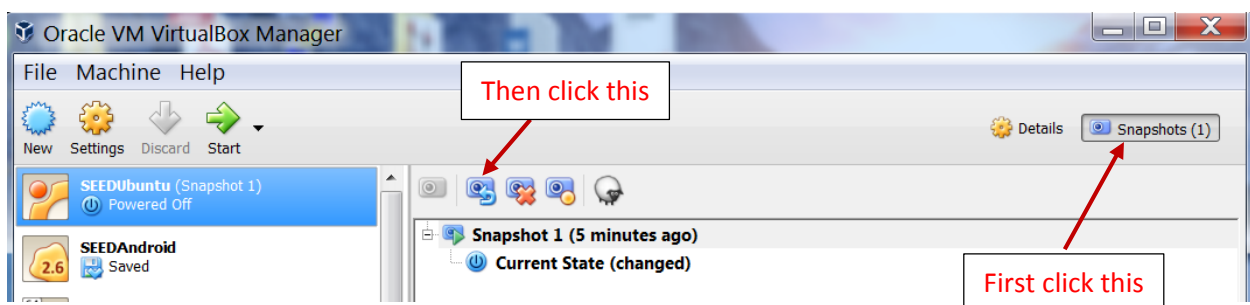 Oracle VM VirtualBox Manager
File Machine Help
Then click this
New Settings Discard Start
Details Snapshots (1)
SEEDUbuntu (Snapshot 1)
Powered Off
Snapshot 1 (5 minutes ago)
SEEDAndroid
2.6 Saved
Current State (changed)
First click this